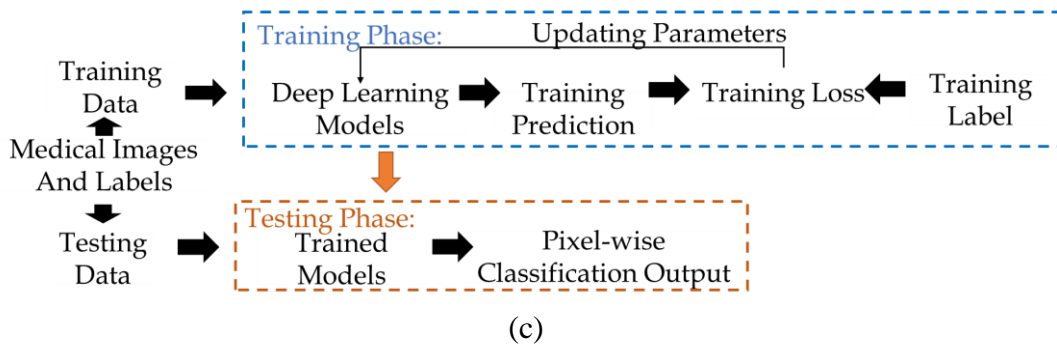 Training Phase:
Updating Parameters
Training
Data
Deep Learning
Models
Training
Prediction
Training Loss
Training
Label
Medical Images
And Labels
Testing
Data
Testing Phase:
Trained
Models
Pixel-wise
Classification Output
(c)